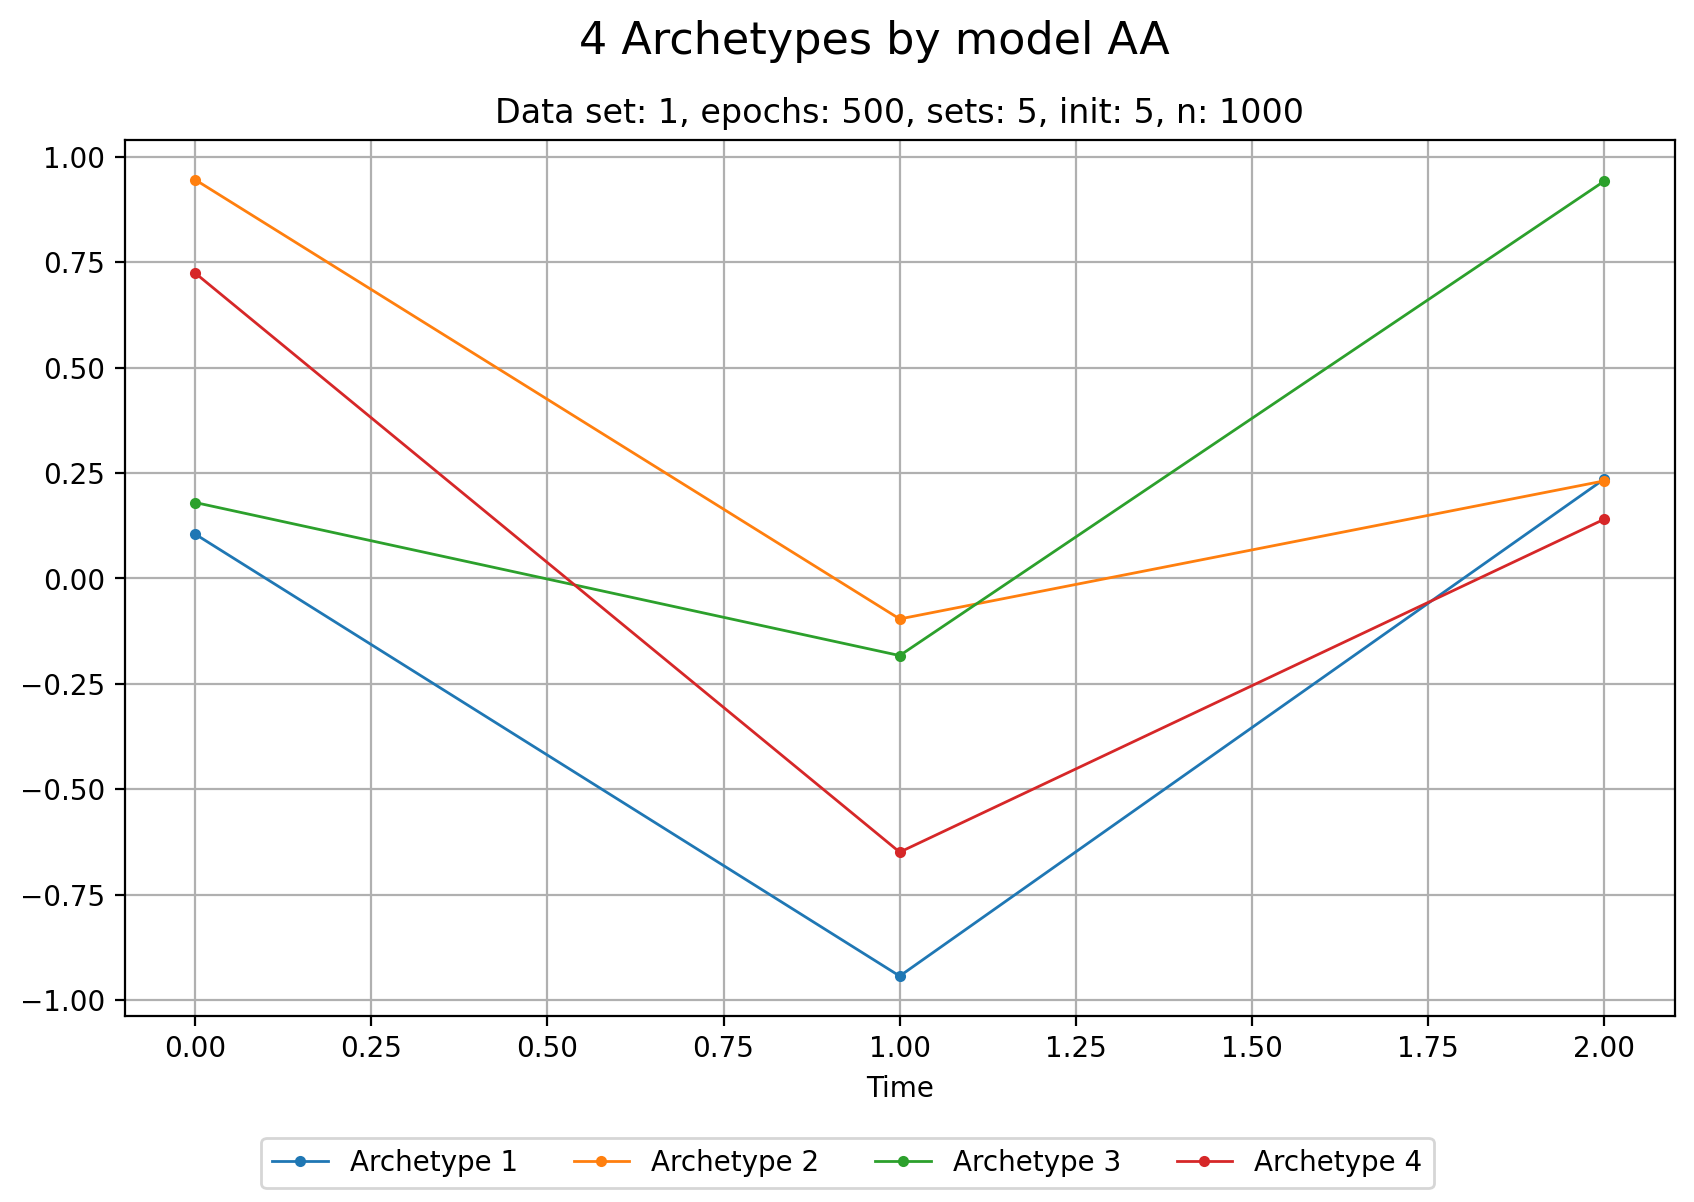 4 Archetypes by model AA
Data set: 1, epochs: 500, sets: 5, init: 5, n: 1000
1.00
0.75
0.50
0.25
0.00
−0.25
−0.50
−0.75
−1.00
0.00 0.25 0.50 0.75 1.00 1.25 1.50 1.75 2.00
Time
Archetype 1 Archetype 2 Archetype 3 Archetype 4